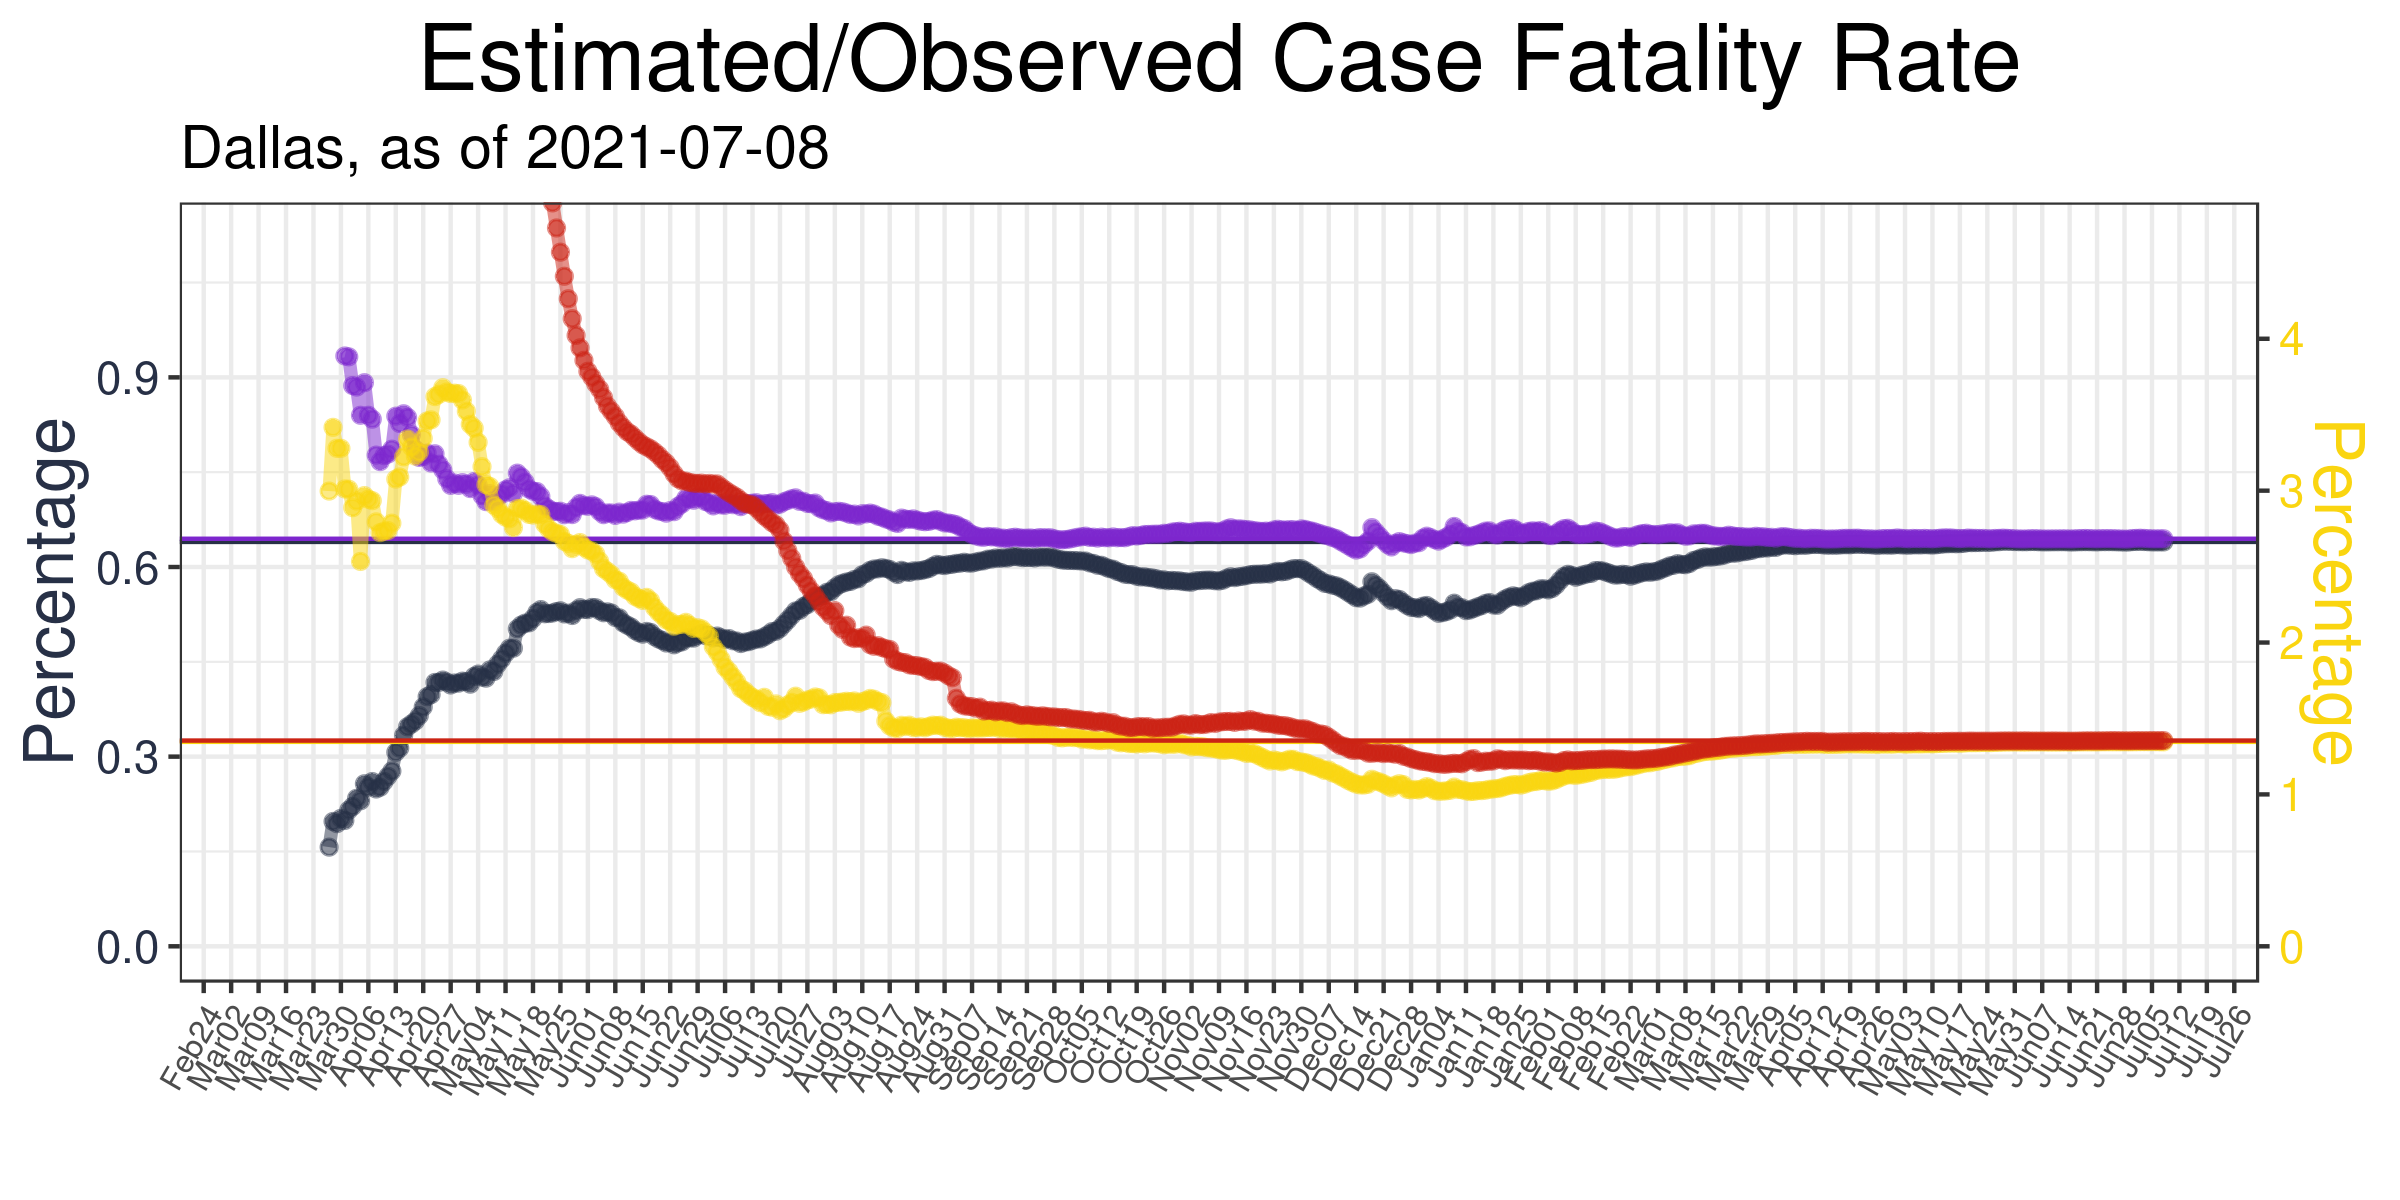 Estimated/Observed Case Fatality Rate
Dallas, as of 2021-07-08
Percentage
0.9
0.6
0.3
0.0
4
3
2
1
0
Percentage
Feb24
Mar02
Mar09
Mar16
Mar23
Mar30
Apr06
Apr13
Apr20
Apr27
May04
May11
May18
May25
Jun01
Jun08
Jun15
Jun22
Jun29
Jul06
Jul13
Jul20
Jul27
Aug03
Aug10
Aug17
Aug24
Aug31
Sep07
Sep14
Sep21
Sep28
Oct05
Oct12
Oct19
Oct26
Nov02
Nov09
Nov16
Nov23
Nov30
Dec07
Dec14
Dec21
Dec28
Jan04
Jan11
Jan18
Jan25
Feb01
Feb08
Feb15
Feb22
Mar01
Mar08
Mar15
Mar22
Mar29
Apr05
Apr12
Apr19
Apr26
May03
May10
May17
May24
May31
Jun07
Jun14
Jun21
Jun28
Jul05
Jul12
Jul19
Jul26